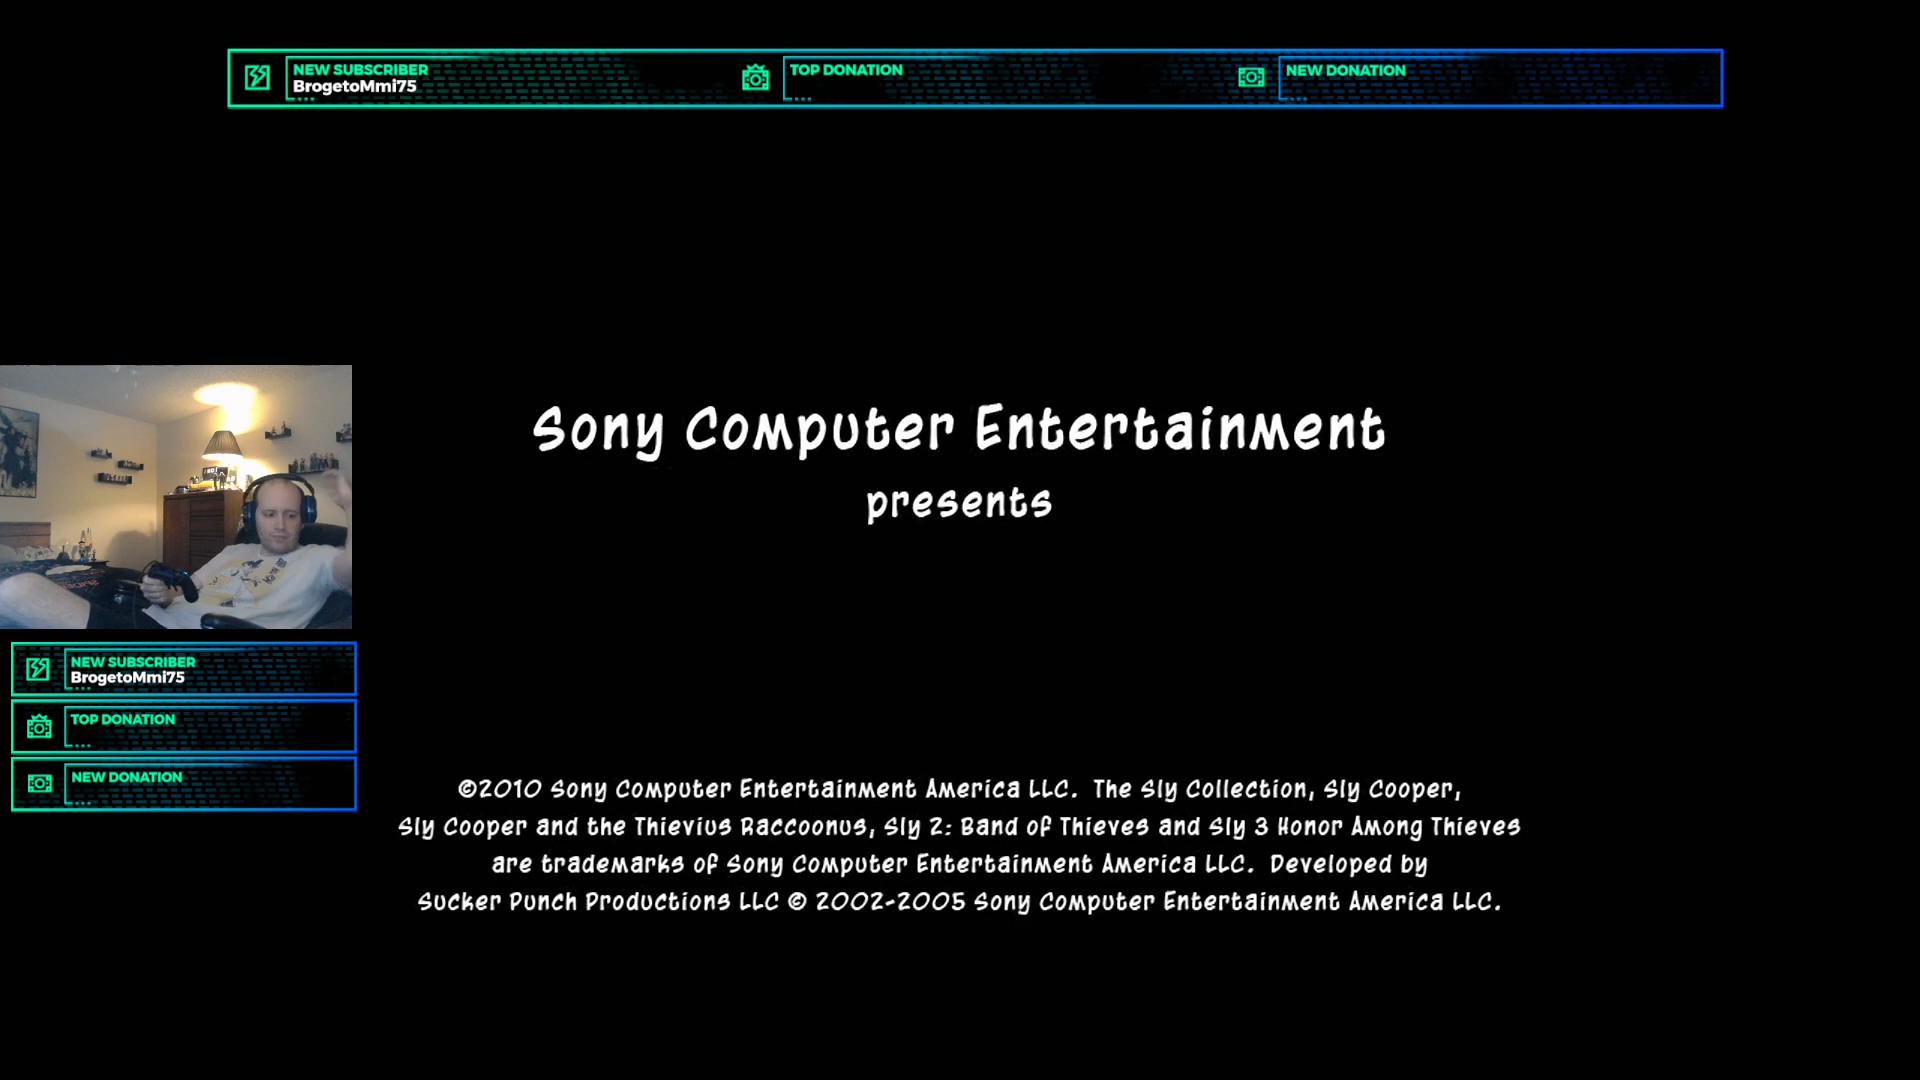 NEW SUBSCRIBER
BrogetoMmi75
TOP DONATION
NEW DONATION
Sony Computer Entertainment
presents
NEW SUBSCRIBER
BrogetoMmi75
TOP DONATION
NEW DONATION
©2010 Sony Computer Entertainment America LLC. The Sly Collection, Sly Cooper,
Sly Cooper and the Thievius Raccoonus, Sly 2: Band of Thieves and Sly 3 Honor Among Thieves
are trademarks of Sony Computer Entertainment America LLC. Developed by
Sucker Punch Productions LLC © 2002-2005 Sony Computer Entertainment America LLC.